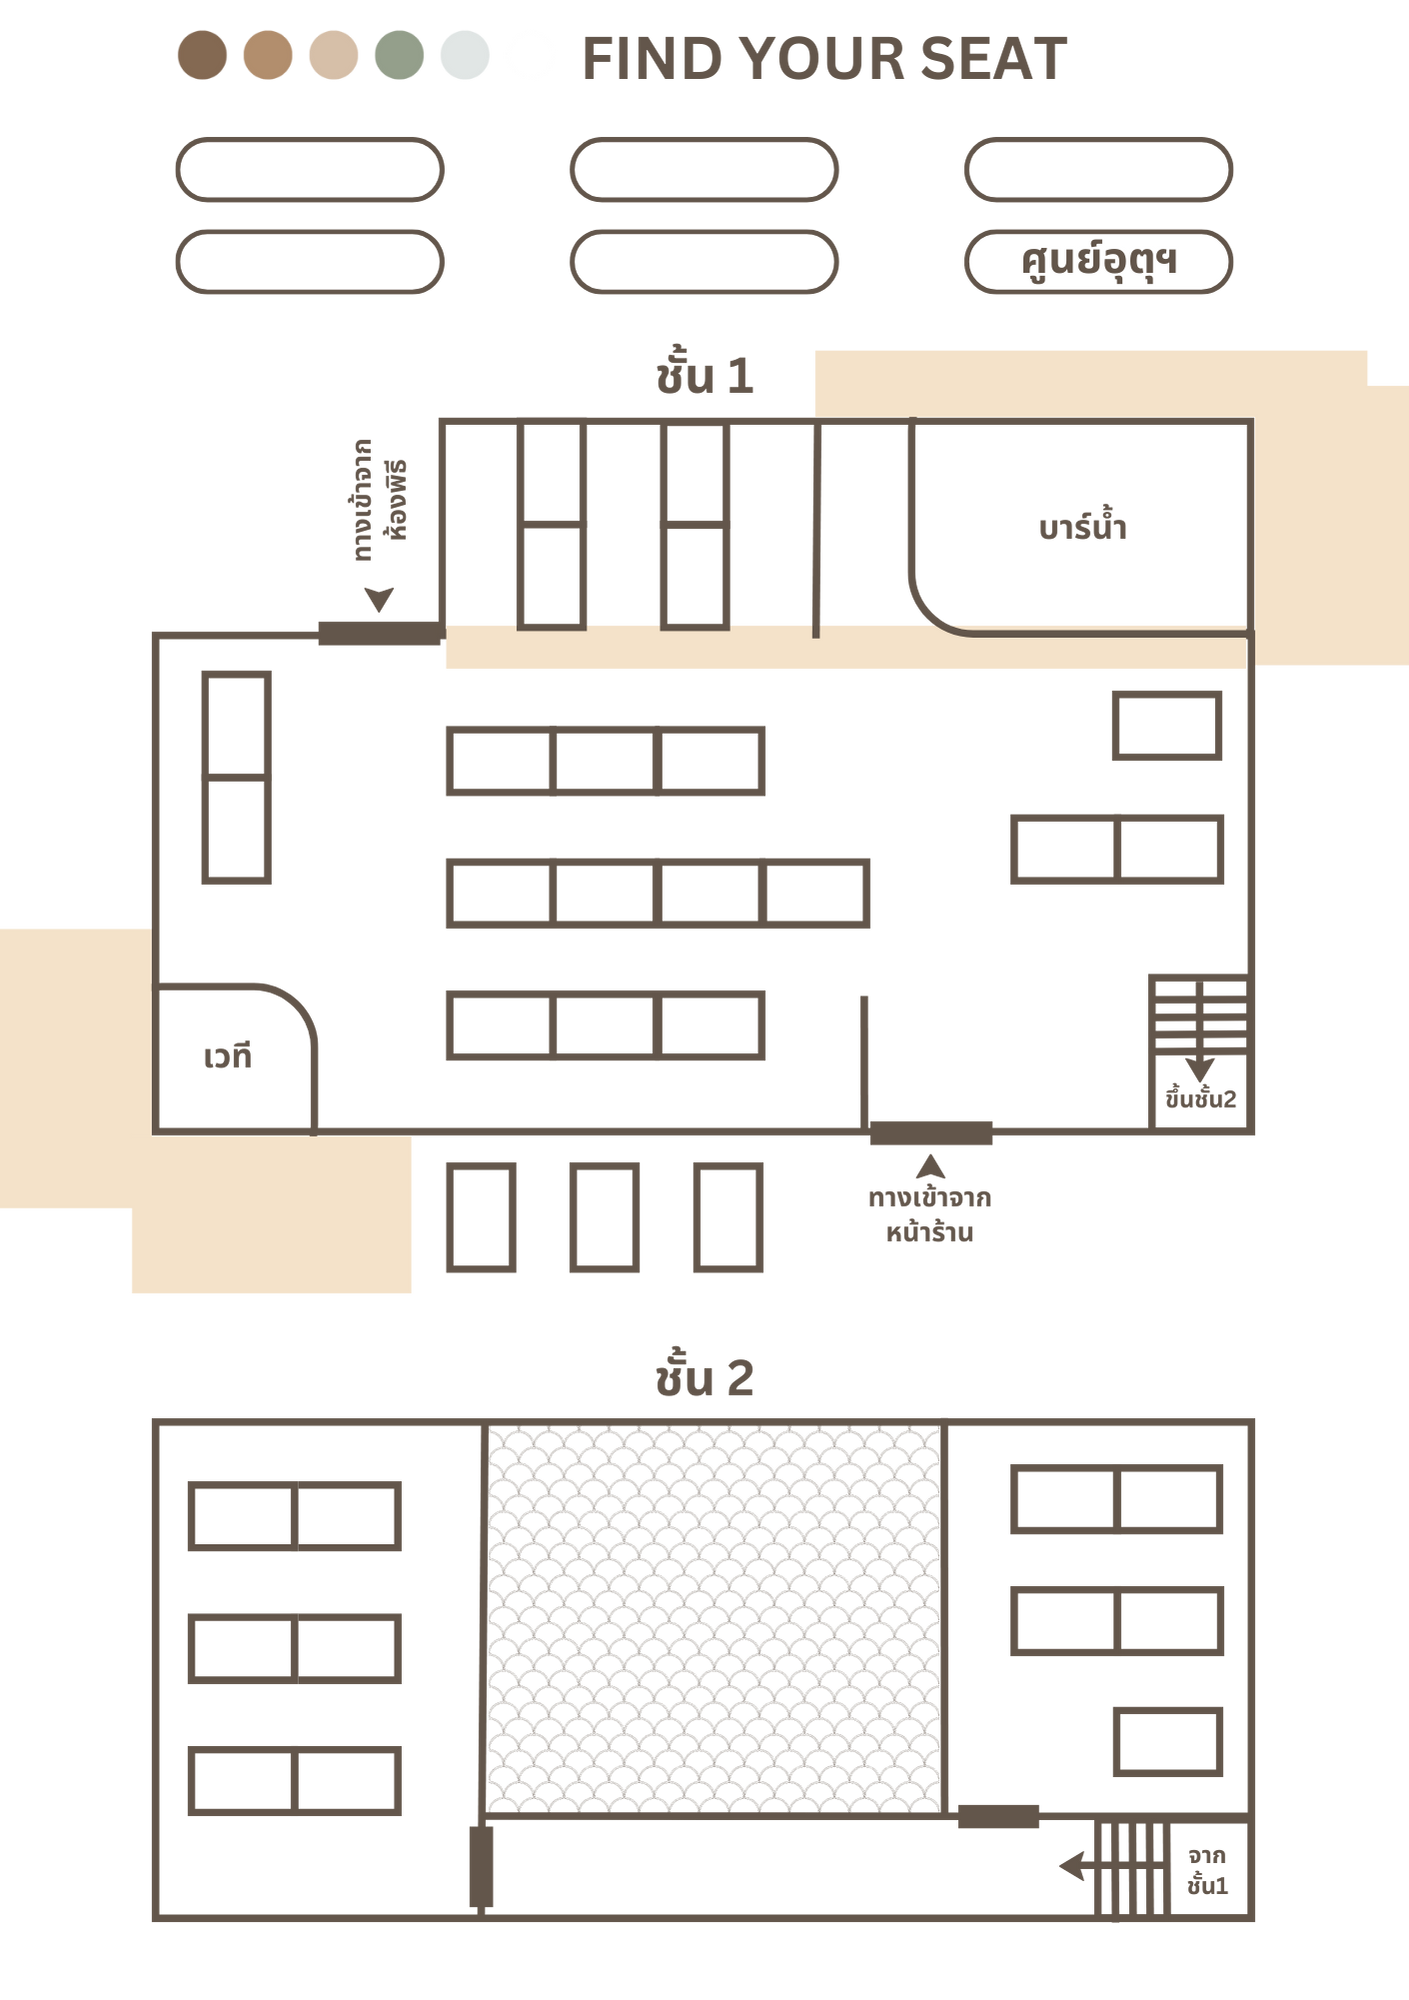 FIND YOUR SEAT
ศูนย์อุตุฯ
ชั้น 1
ทางเข้าจาก
ห้องพิธี
บาร์น้ำ
เวที
ขึ้นชั้น2
ทางเข้าจาก
หน้าร้าน
ชั้น 2
จาก
ชั้น1